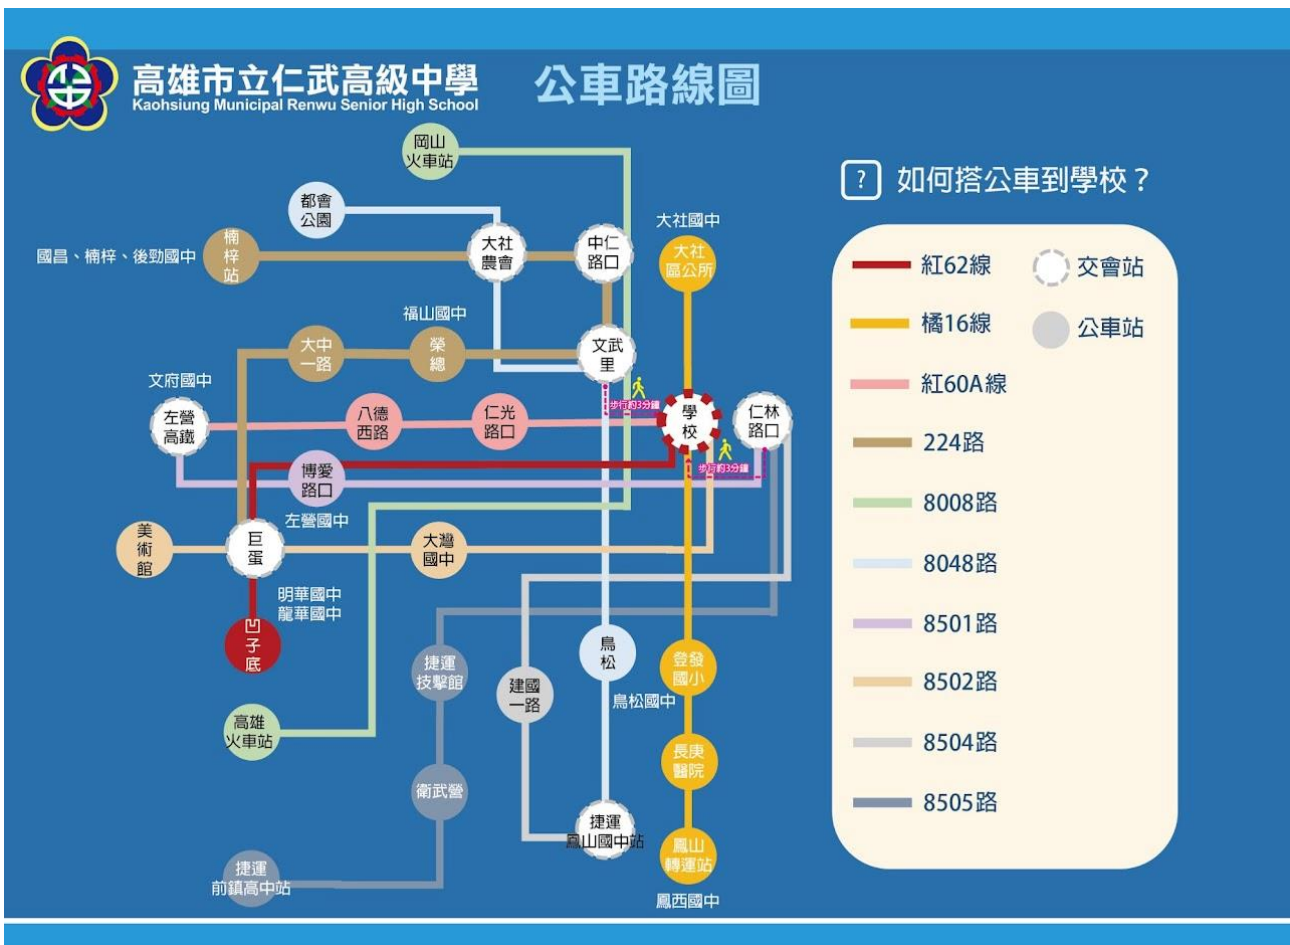 高雄市立仁武高級中學
Kaohsiung Municipal Renwu Senior High School
公車路線圖
岡山
火車站
都會
公園
國昌、楠梓、後勁國中
楠
梓
站
大社
農會
中仁
路口
大社國中
大社
區公所
福山國中
大中
一路
榮
總
文武
里
文府國中
左營
高鐵
八德
西路
仁光
路口
步行約3分鐘
學
校
仁林
路口
步行約3分鐘
博愛
路口
左營國中
美
術
館
巨
蛋
大灣
國中
明華國中
龍華國中
凹
子
底
捷運
技擊館
建國
一路
鳥
松
鳥松國中
登發
國小
高雄
火車站
衛武營
長庚
醫院
捷運
鳳山國中站
鳳山
轉運站
鳳西國中
捷運
前鎮高中站
? 如何搭公車到學校？
紅62線
交會站
橘16線
公車站
紅60A線
224路
8008路
8048路
8501路
8502路
8504路
8505路